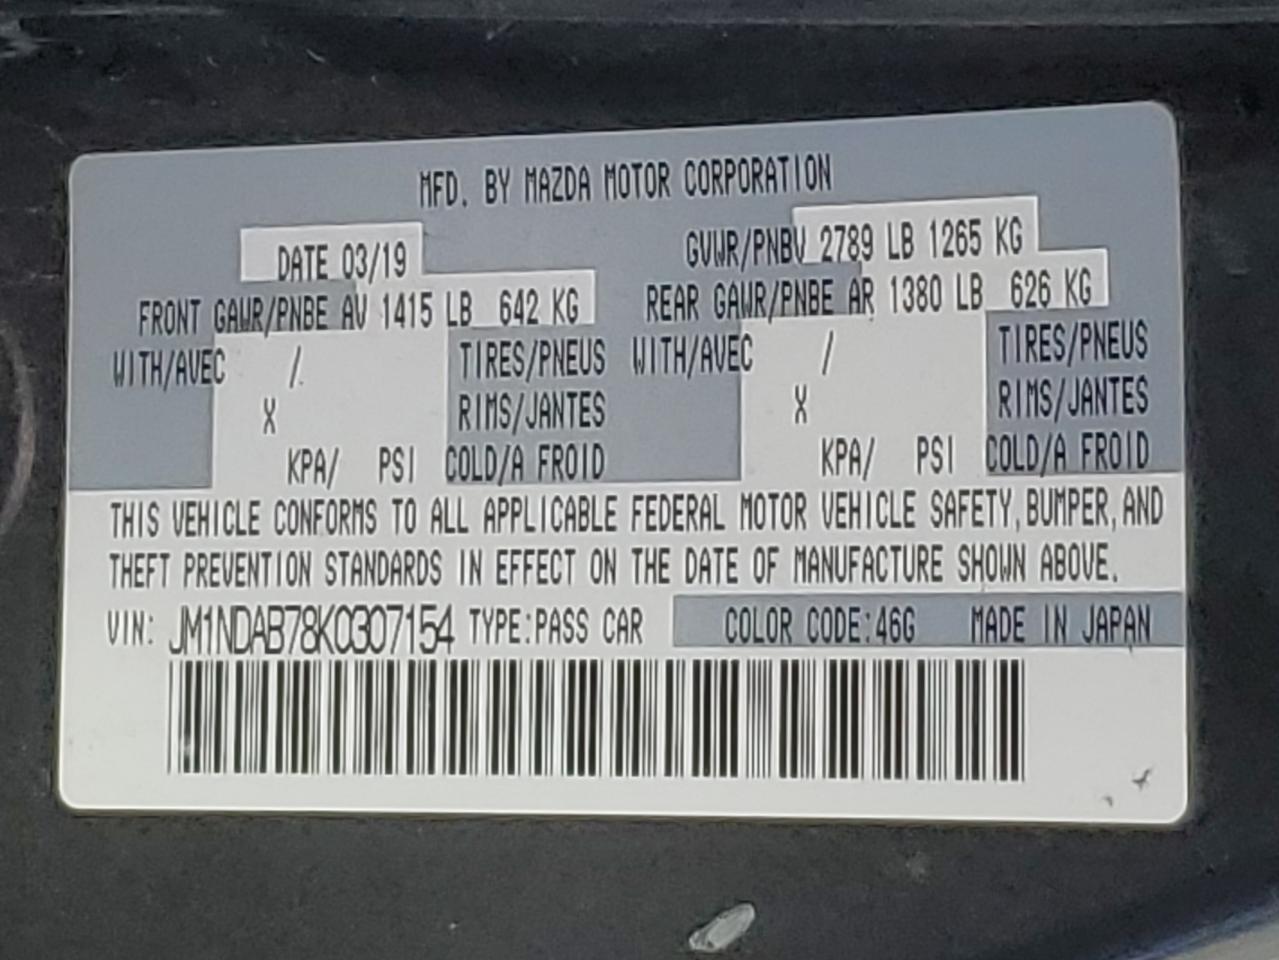 MFD. BY MAZDA MOTOR CORPORATION
DATE 03/19 GVWR/PNBV 2789 LB 1265 KG
FRONT GAWR/PNBE AV 1415 LB 642 KG REAR GAWR/PNBE AR 1380 LB 626 KG
WITH/AVEC / TIRES/PNEUS WITH/AVEC / TIRES/PNEUS
X RIMS/JANTES X RIMS/JANTES
KPA/ PSI COLD/A FROID KPA/ PSI COLD/A FROID
THIS VEHICLE CONFORMS TO ALL APPLICABLE FEDERAL MOTOR VEHICLE SAFETY, BUMPER, AND
THEFT PREVENTION STANDARDS IN EFFECT ON THE DATE OF MANUFACTURE SHOWN ABOVE.
VIN: JM1NDAB78K0307154 TYPE:PASS CAR COLOR CODE:46G MADE IN JAPAN